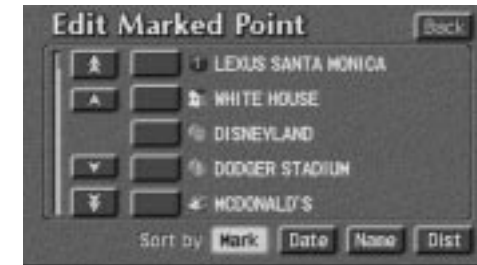 Edit Marked Point Back
1 LEXUS SANTA MONICA
WHITE HOUSE
DISNEYLAND
DODGER STADIUM
MCDONALD'S
Sort by Mark Date Name Dist